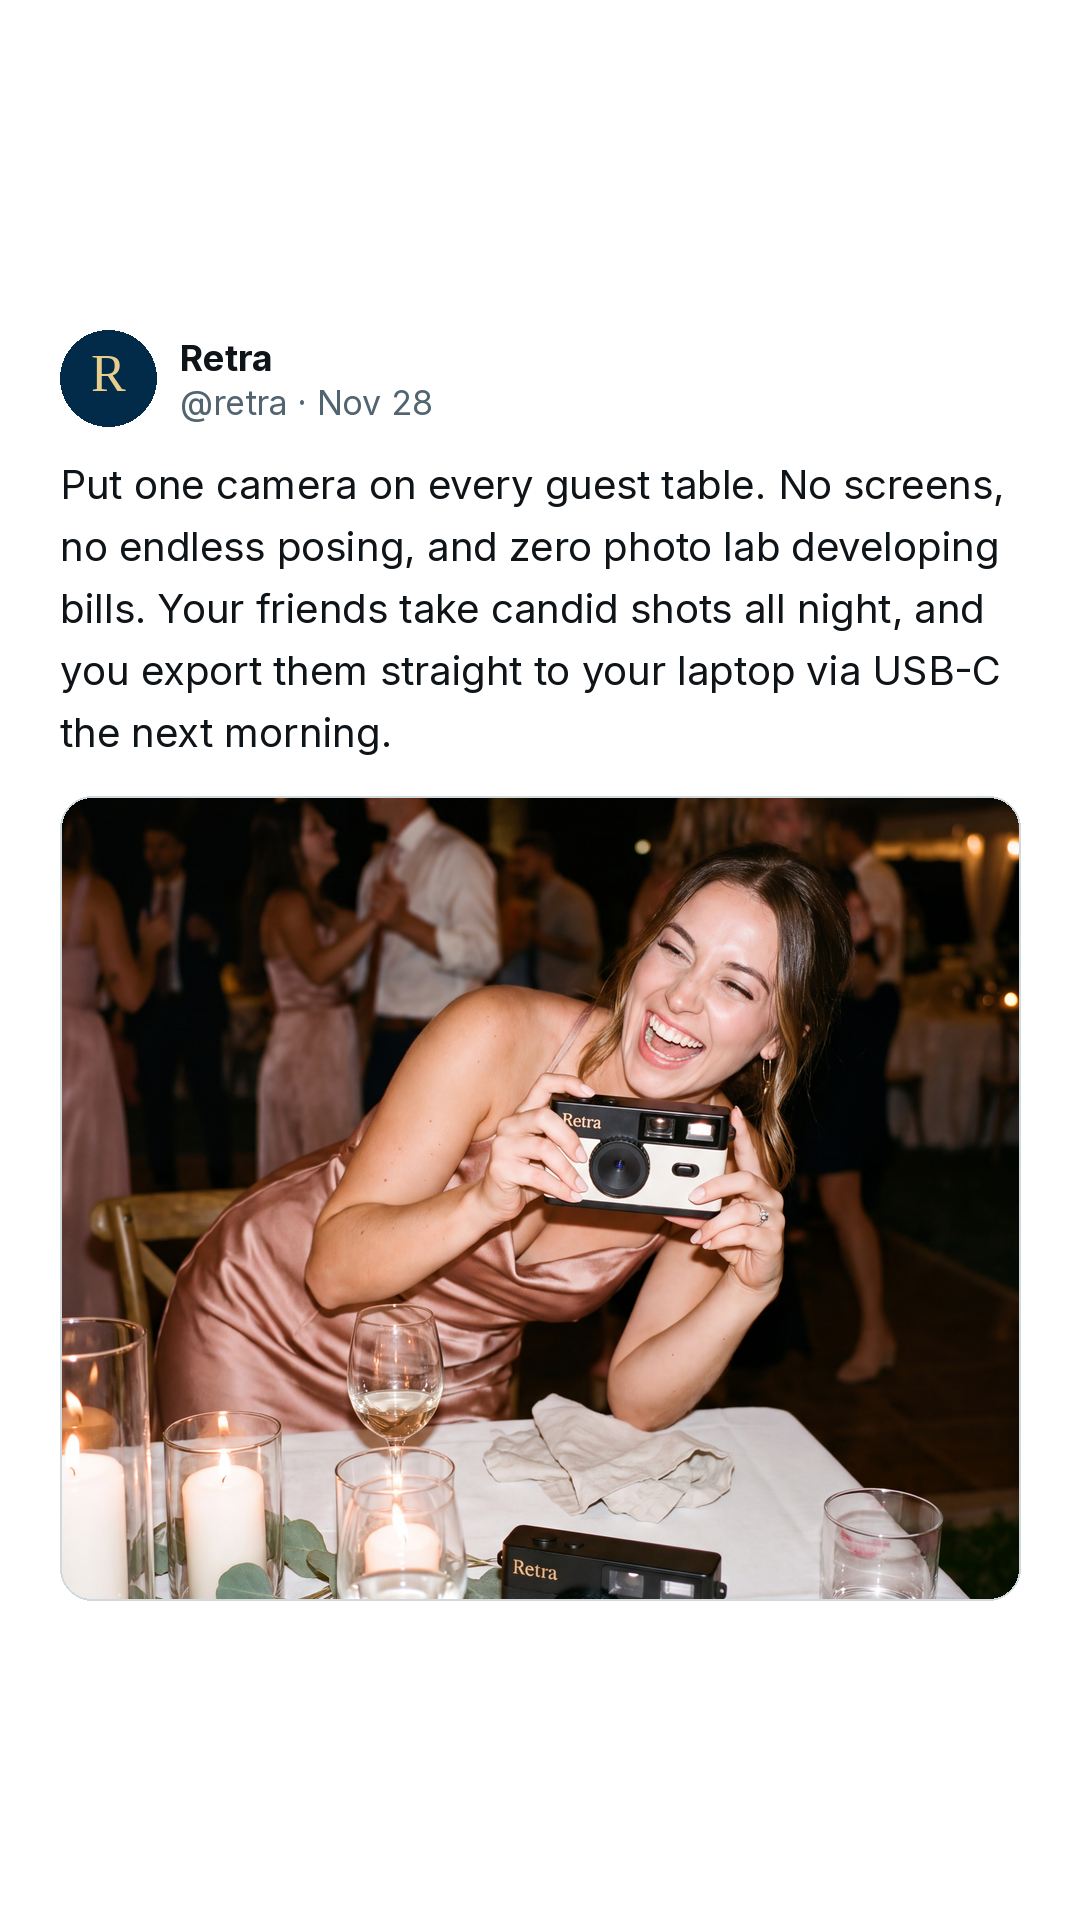 R
Retra
@retra · Nov 28
Put one camera on every guest table. No screens,
no endless posing, and zero photo lab developing
bills. Your friends take candid shots all night, and
you export them straight to your laptop via USB-C
the next morning.
Retra
Retra